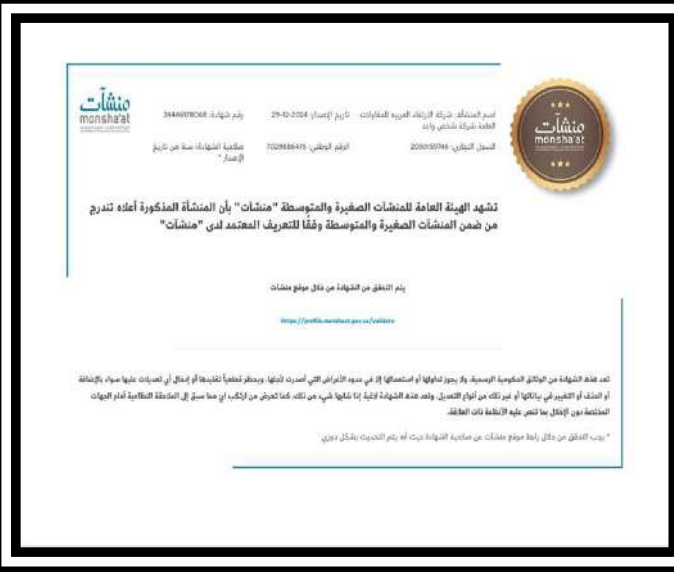 منشآت
monsha'at
اسم المنشأة: شركة الارتقاء العربيه للمقاولات العامة شركة شخص واحد
تاريخ الإصدار: 2024-12-29
رقم شهادة:
السجل التجاري:
الرقم الوطني:
صلاحية الشهادة: سنة من تاريخ الإصدار *
منشآت
monsha'at
تشهد الهيئة العامة للمنشآت الصغيرة والمتوسطة "منشآت" بأن المنشأة المذكورة أعلاه تندرج
من ضمن المنشآت الصغيرة والمتوسطة وفقًا للتعريف المعتمد لدى "منشآت"
يتم التحقق من الشهادة من خلال موقع منشآت
تعد هذه الشهادة من الوثائق الحكومية الرسمية، ولا يجوز تداولها أو استعمالها إلا في حدود الأغراض التي أصدرت لأجلها، ويحظر قطعياً تقليدها أو إدخال أي تعديلات عليها سواء بالإضافة
أو الحذف أو التغيير في بياناتها أو غير ذلك من أنواع التعديل. وتعد هذه الشهادة لاغية إذا شابها شيء من ذلك، كما تعرض من ارتكب اي مما سبق إلى الملاحقة النظامية أمام الجهات
المختصة دون الإخلال بما تنص عليه الأنظمة ذات العلاقة.
* يجب التحقق من خلال رابط موقع منشآت عن صلاحية الشهادة حيث أنه يتم التحديث بشكل دوري